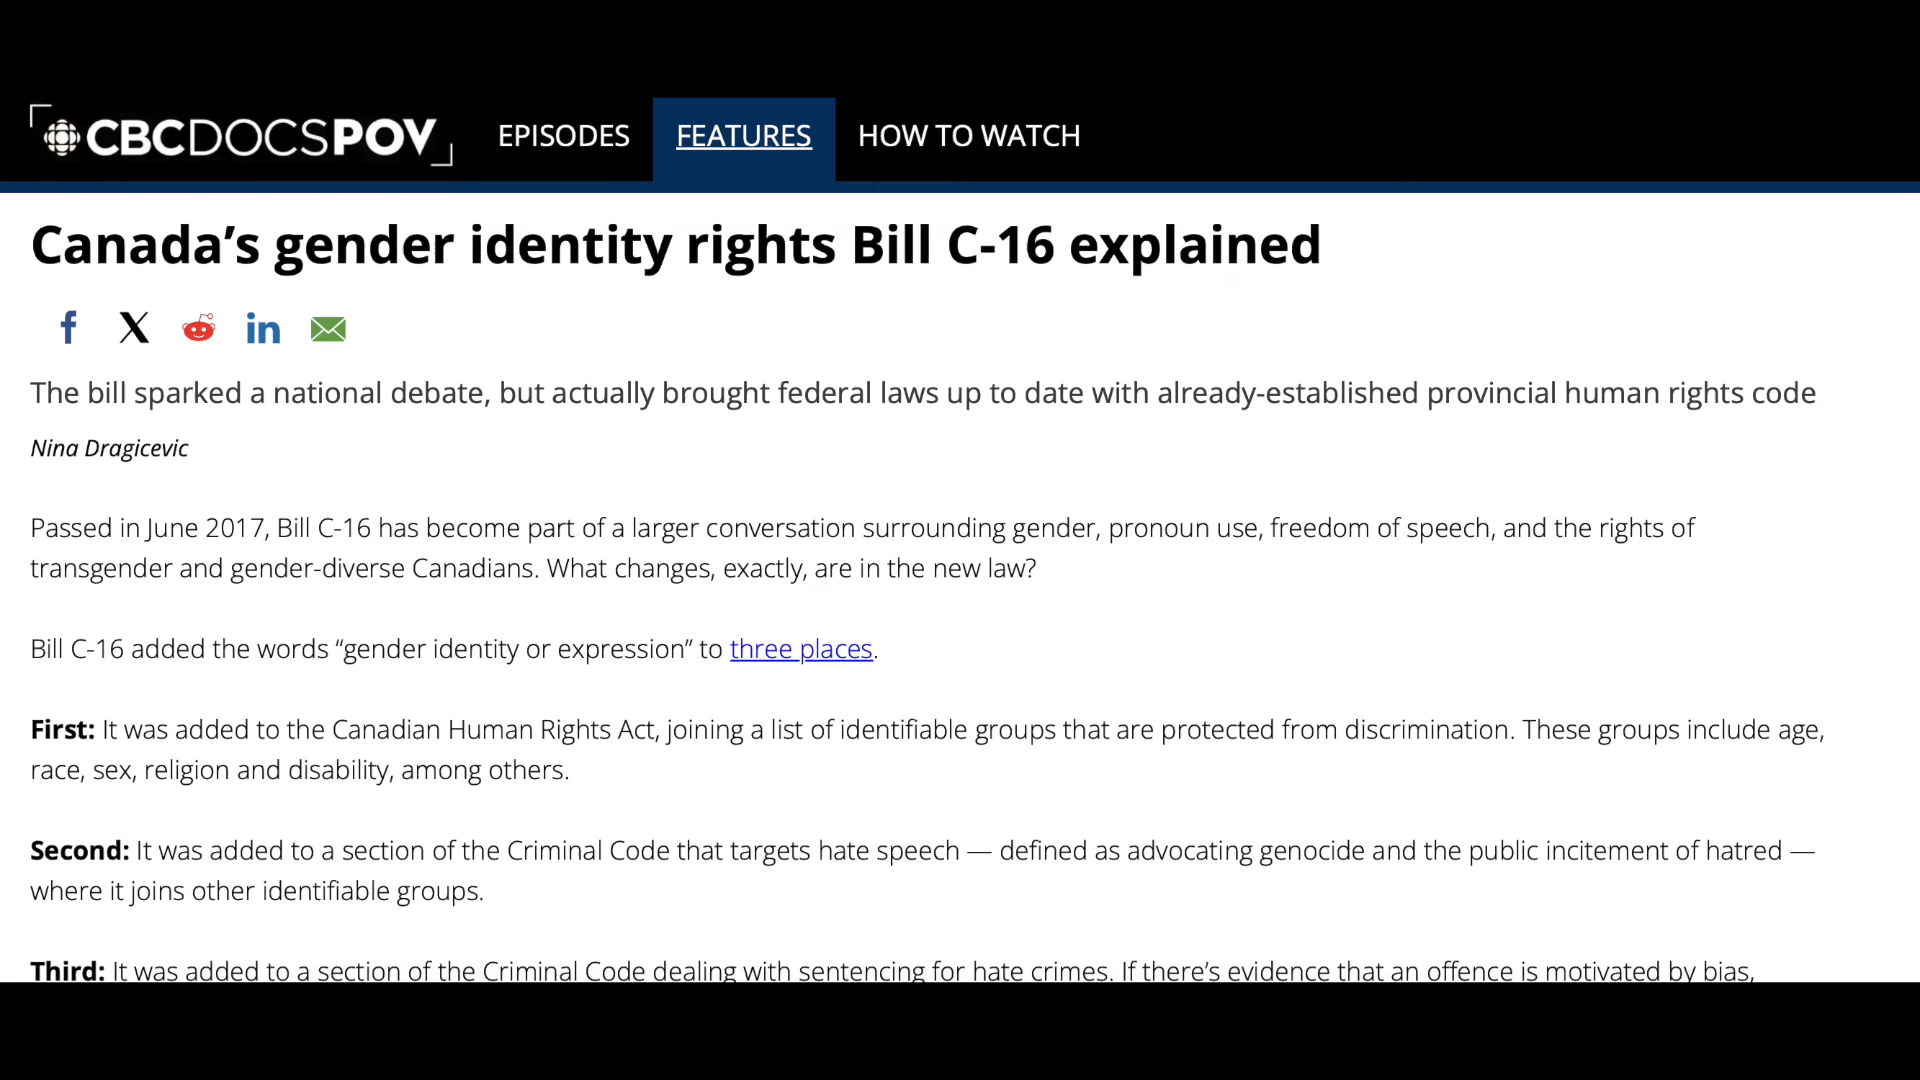 CBCDOCSPOV EPISODES FEATURES HOW TO WATCH
Canada’s gender identity rights Bill C-16 explained
The bill sparked a national debate, but actually brought federal laws up to date with already-established provincial human rights code
Nina Dragicevic
Passed in June 2017, Bill C-16 has become part of a larger conversation surrounding gender, pronoun use, freedom of speech, and the rights of
transgender and gender-diverse Canadians. What changes, exactly, are in the new law?
Bill C-16 added the words “gender identity or expression” to three places.
First: It was added to the Canadian Human Rights Act, joining a list of identifiable groups that are protected from discrimination. These groups include age,
race, sex, religion and disability, among others.
Second: It was added to a section of the Criminal Code that targets hate speech — defined as advocating genocide and the public incitement of hatred —
where it joins other identifiable groups.
Third: It was added to a section of the Criminal Code dealing with sentencing for hate crimes. If there’s evidence that an offence is motivated by bias,